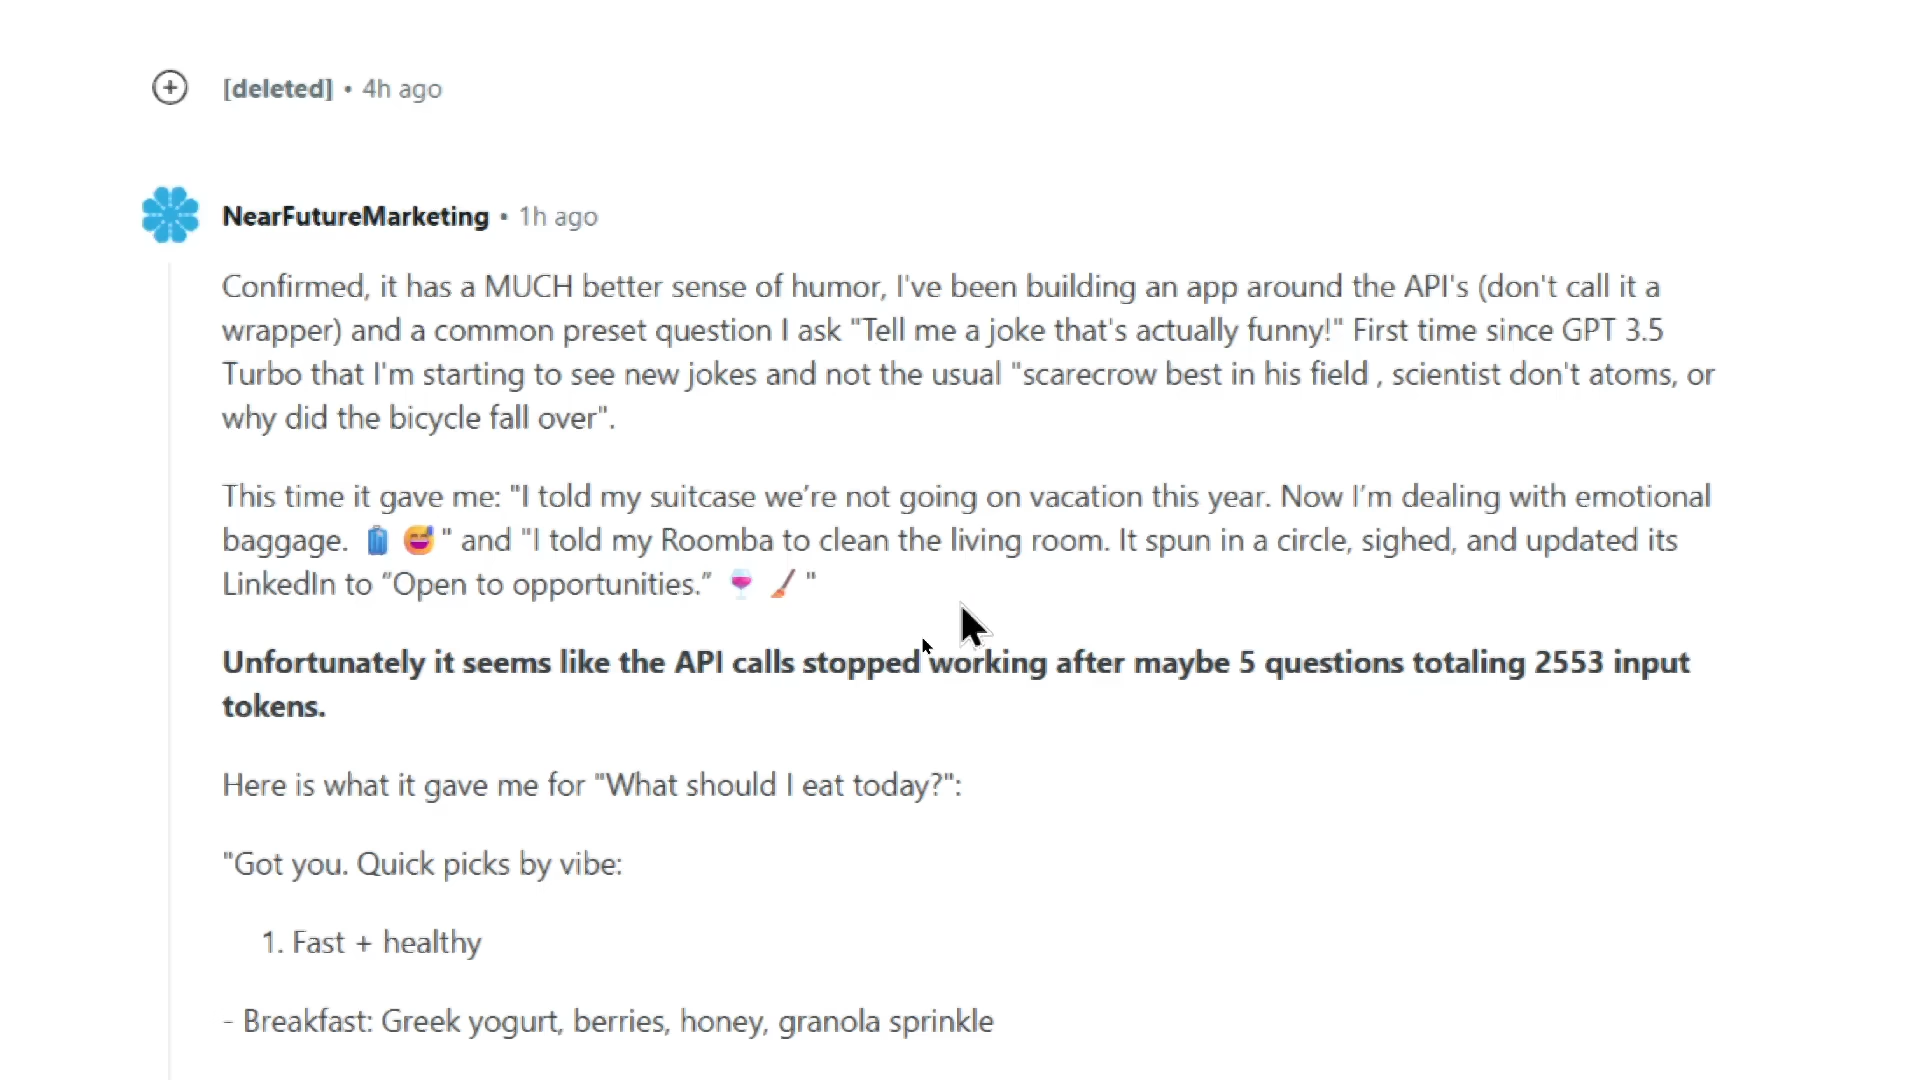 [deleted] • 4h ago
NearFutureMarketing • 1h ago
Confirmed, it has a MUCH better sense of humor, I've been building an app around the API's (don't call it a
wrapper) and a common preset question I ask "Tell me a joke that's actually funny!" First time since GPT 3.5
Turbo that I'm starting to see new jokes and not the usual "scarecrow best in his field , scientist don't atoms, or
why did the bicycle fall over".
This time it gave me: "I told my suitcase we’re not going on vacation this year. Now I’m dealing with emotional
baggage. 🧳 😅 " and "I told my Roomba to clean the living room. It spun in a circle, sighed, and updated its
LinkedIn to “Open to opportunities.” 🍷 🧹 "
Unfortunately it seems like the API calls stopped working after maybe 5 questions totaling 2553 input
tokens.
Here is what it gave me for "What should I eat today?":
"Got you. Quick picks by vibe:
1. Fast + healthy
- Breakfast: Greek yogurt, berries, honey, granola sprinkle